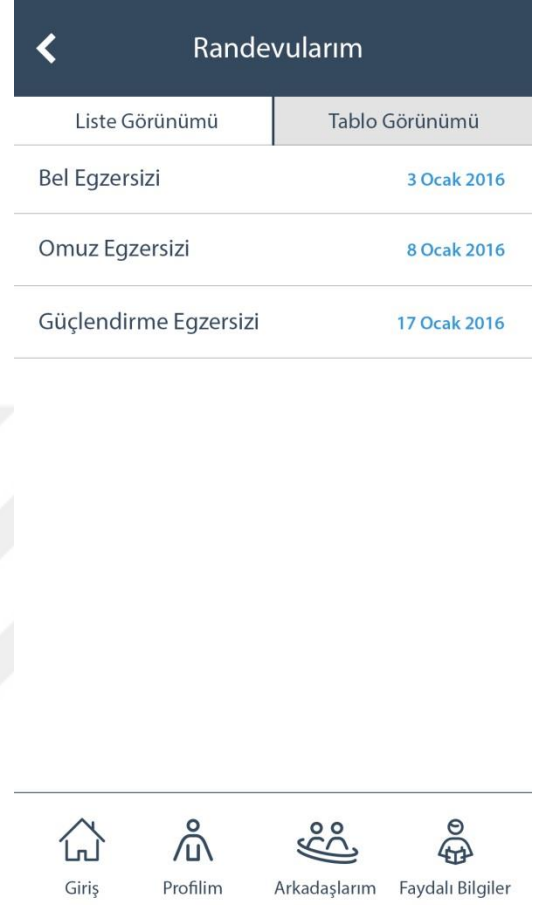 Randevularım
Liste Görünümü Tablo Görünümü
Bel Egzersizi 3 Ocak 2016
Omuz Egzersizi 8 Ocak 2016
Güçlendirme Egzersizi 17 Ocak 2016
Giriş Profilim Arkadaşlarım Faydalı Bilgiler